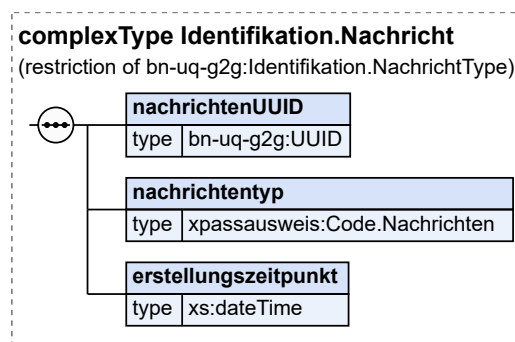 complexType Identifikation.Nachricht
(restriction of bn-uq-g2g:Identifikation.NachrichtType)
nachrichtenUUID
type bn-uq-g2g:UUID
nachrichtentyp
type xpassausweis:Code.Nachrichten
erstellungszeitpunkt
type xs:dateTime